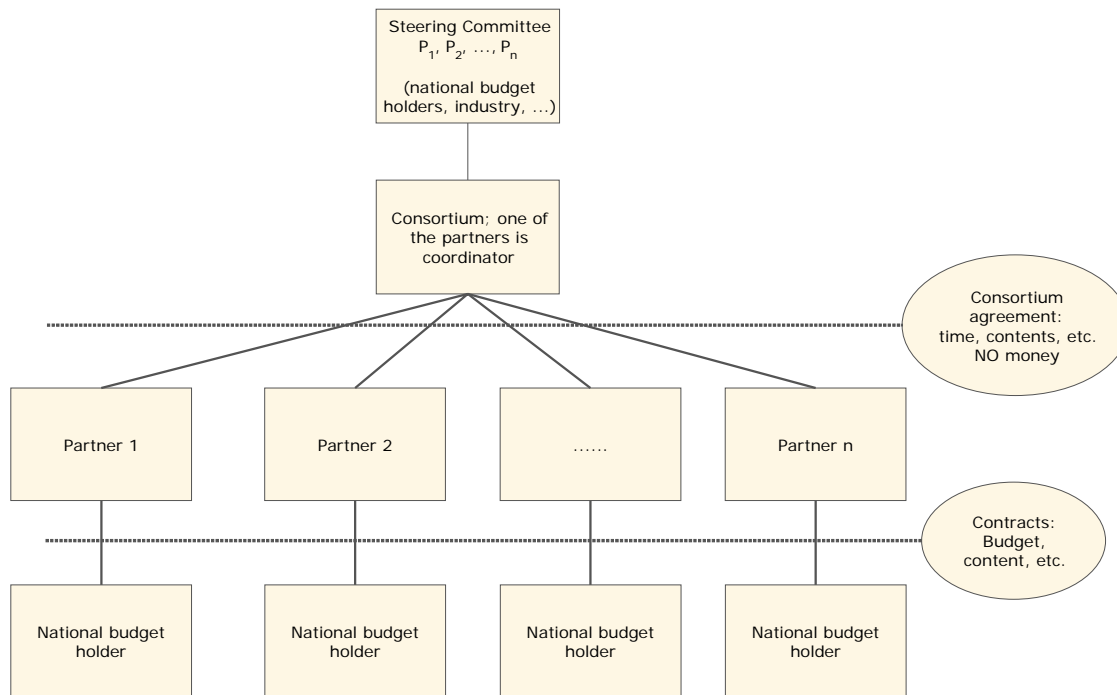 Steering Committee
P1, P2, …, Pn
(national budget
holders, industry, …)
Consortium; one of
the partners is
coordinator
Consortium
agreement:
time, contents, etc.
NO money
Partner 1
Partner 2
……
Partner n
Contracts:
Budget,
content, etc.
National budget
holder
National budget
holder
National budget
holder
National budget
holder